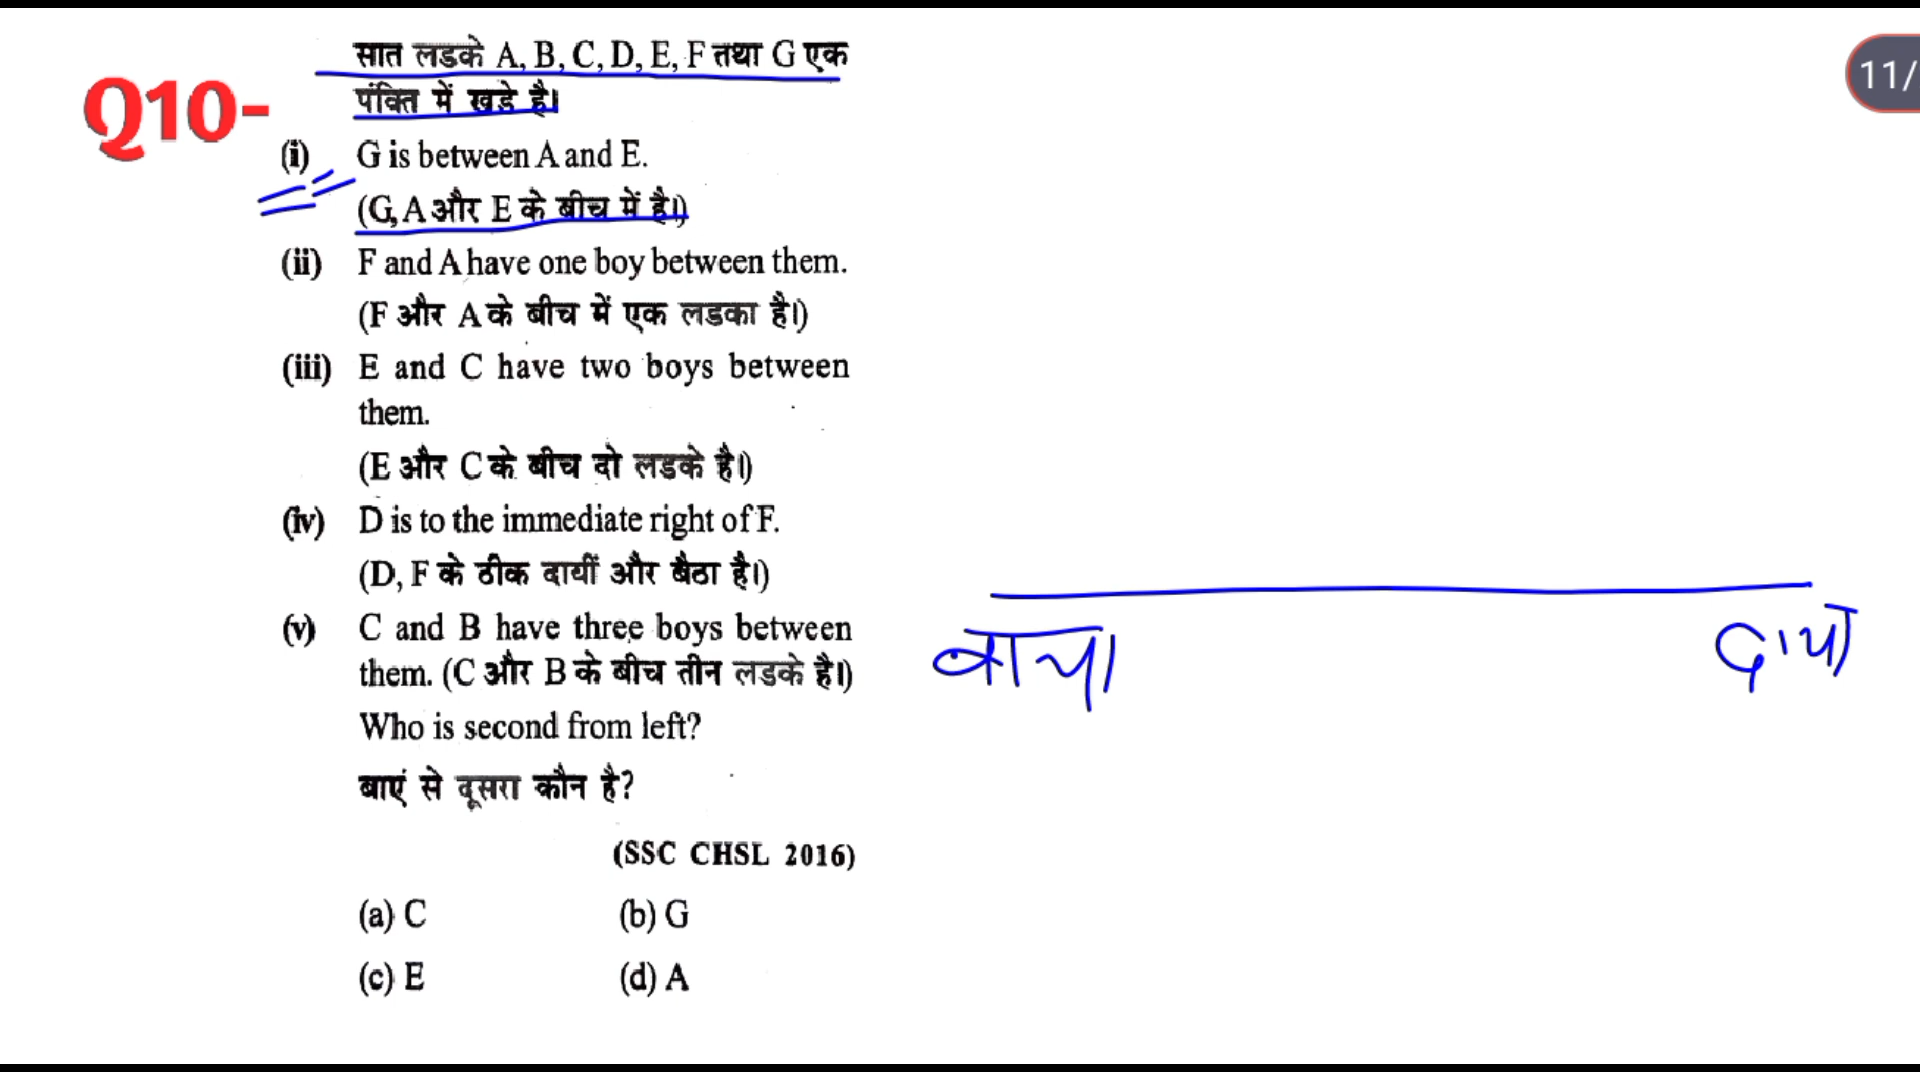 सात लडके A, B, C, D, E, F तथा G एक
पंक्ति में खडे है।
Q10-
(i) G is between A and E.
(G, A और E के बीच में है।)
(ii) F and A have one boy between them.
(F और A के बीच में एक लडका है।)
(iii) E and C have two boys between
them.
(E और C के बीच दो लडके है।)
(iv) D is to the immediate right of F.
(D, F के ठीक दायीं और बैठा है।)
(v) C and B have three boys between
them. (C और B के बीच तीन लडके है।)
Who is second from left?
बाएं से दूसरा कौन है?
(SSC CHSL 2016)
(a) C (b) G
(c) E (d) A
बाया दाया
11/